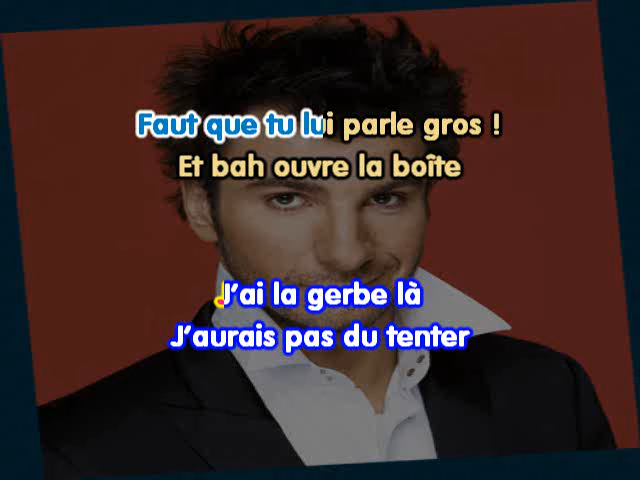 Faut que tu lui parle gros !
Et bah ouvre la boîte
J'ai la gerbe là
J'aurais pas du tenter